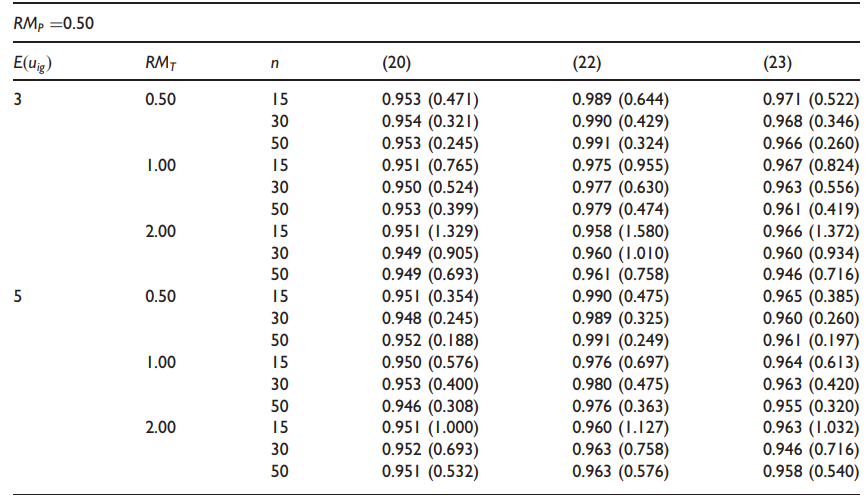 RM_P =0.50
E(u_ig) RM_T n (20) (22) (23)
3 0.50 15 0.953 (0.471) 0.989 (0.644) 0.971 (0.522)
30 0.954 (0.321) 0.990 (0.429) 0.968 (0.346)
50 0.953 (0.245) 0.991 (0.324) 0.966 (0.260)
1.00 15 0.951 (0.765) 0.975 (0.955) 0.967 (0.824)
30 0.950 (0.524) 0.977 (0.630) 0.963 (0.556)
50 0.953 (0.399) 0.979 (0.474) 0.961 (0.419)
2.00 15 0.951 (1.329) 0.958 (1.580) 0.966 (1.372)
30 0.949 (0.905) 0.960 (1.010) 0.960 (0.934)
50 0.949 (0.693) 0.961 (0.758) 0.946 (0.716)
5 0.50 15 0.951 (0.354) 0.990 (0.475) 0.965 (0.385)
30 0.948 (0.245) 0.989 (0.325) 0.960 (0.260)
50 0.952 (0.188) 0.991 (0.249) 0.961 (0.197)
1.00 15 0.950 (0.576) 0.976 (0.697) 0.964 (0.613)
30 0.953 (0.400) 0.980 (0.475) 0.963 (0.420)
50 0.946 (0.308) 0.976 (0.363) 0.955 (0.320)
2.00 15 0.951 (1.000) 0.960 (1.127) 0.963 (1.032)
30 0.952 (0.693) 0.963 (0.758) 0.946 (0.716)
50 0.951 (0.532) 0.963 (0.576) 0.958 (0.540)